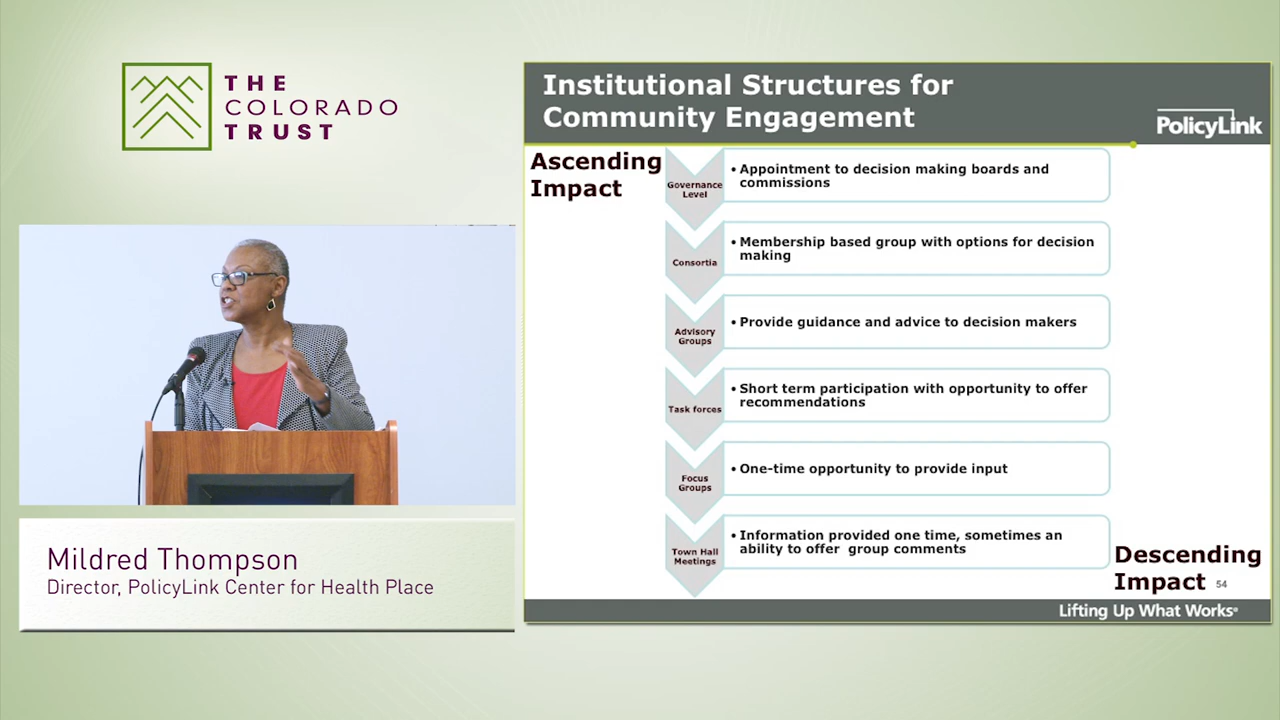 THE
COLORADO
TRUST
Mildred Thompson
Director, PolicyLink Center for Health Place
Institutional Structures for
Community Engagement
PolicyLink
Ascending
Impact
Governance
Level
• Appointment to decision making boards and
commissions
Consortia
• Membership based group with options for decision
making
Advisory
Groups
• Provide guidance and advice to decision makers
Task forces
• Short term participation with opportunity to offer
recommendations
Focus
Groups
• One-time opportunity to provide input
Town Hall
Meetings
• Information provided one time, sometimes an
ability to offer group comments
Descending
Impact
54
Lifting Up What Works®